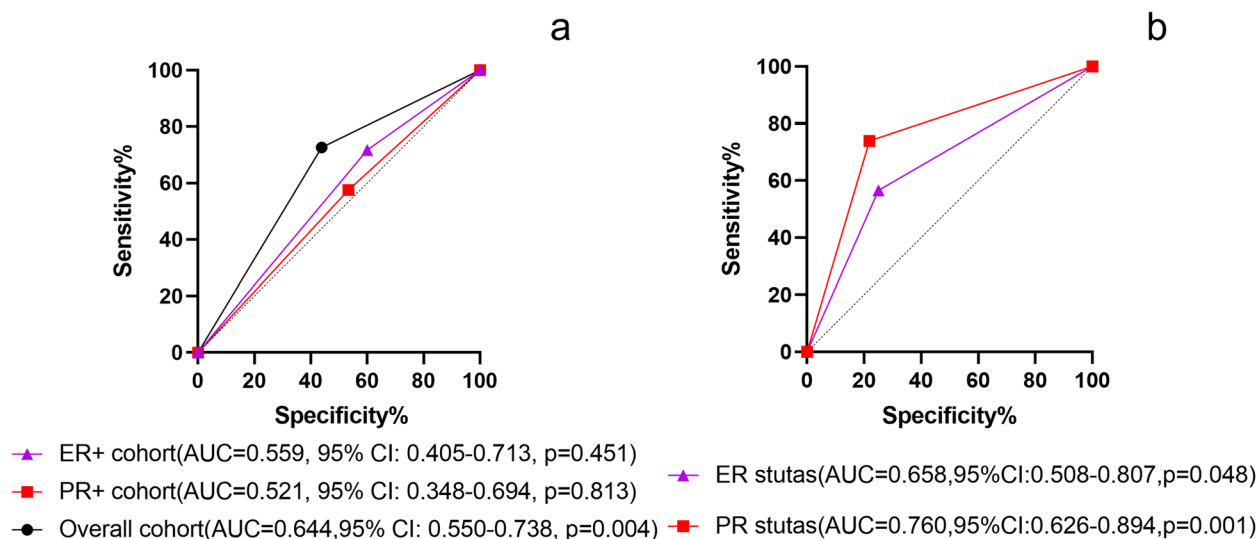 a
100
80
60
40
20
0
Sensitivity%
0 20 40 60 80 100
Specificity%
ER+ cohort(AUC=0.559, 95% CI: 0.405-0.713, p=0.451)
PR+ cohort(AUC=0.521, 95% CI: 0.348-0.694, p=0.813)
Overall cohort(AUC=0.644,95% CI: 0.550-0.738, p=0.004)
b
100
80
60
40
20
0
Sensitivity%
0 20 40 60 80 100
Specificity%
ER stutas(AUC=0.658,95%CI:0.508-0.807,p=0.048)
PR stutas(AUC=0.760,95%CI:0.626-0.894,p=0.001)